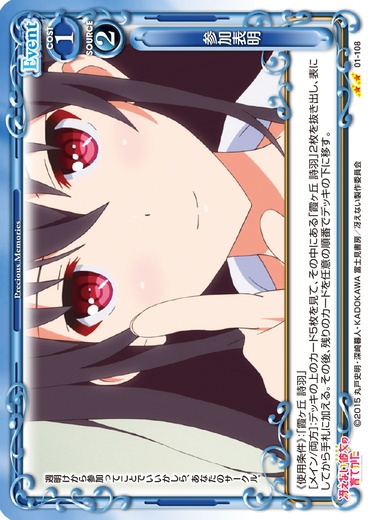 Event
COST 1
SOURCE 2
参加表明
Precious Memories
週明けから参加ってことでいいかしら、あなたのサークル
《使用条件》:「霞ヶ丘 詩羽」
[メイン/両方]:デッキの上のカード5枚を見て、その中にある「霞ヶ丘 詩羽」2枚を抜き出し、表に
してから手札に加える。その後、残りのカードを任意の順番でデッキの下に移す。
冴えない彼女の
育てかた
©2015 丸戸史明・深崎暮人・KADOKAWA 富士見書房/冴えない製作委員会
01-108